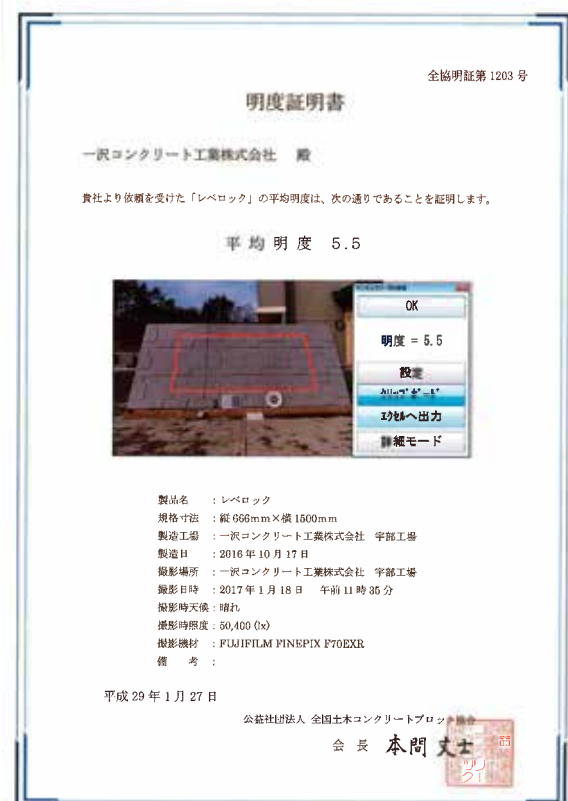 全協明証第1203号
明度証明書
一沢コンクリート工業株式会社 殿
貴社より依頼を受けた「レベロック」の平均明度は、次の通りであることを証明します。
平均明度 5.5
OK
明度 = 5.5
設定
クリップボード
エクセルへ出力
詳細モード
製品名 : レベロック
規格寸法 : 縦666mm×横1500mm
製造工場 : 一沢コンクリート工業株式会社 宇部工場
製造日 : 2016年10月17日
撮影場所 : 一沢コンクリート工業株式会社 宇部工場
撮影日時 : 2017年1月18日 午前11時35分
撮影時天候 : 晴れ
撮影時照度 : 50,400 (lx)
撮影機材 : FUJIFILM FINEPIX F70EXR
備考 :
平成29年1月27日
公益社団法人 全国土木コンクリートブロック協会
会長 本間丈士